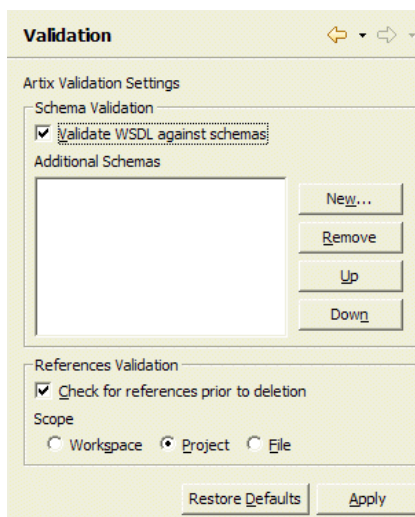 Validation
Artix Validation Settings
Schema Validation
Validate WSDL against schemas
Additional Schemas
New...
Remove
Up
Down
References Validation
Check for references prior to deletion
Scope
Workspace Project File
Restore Defaults Apply